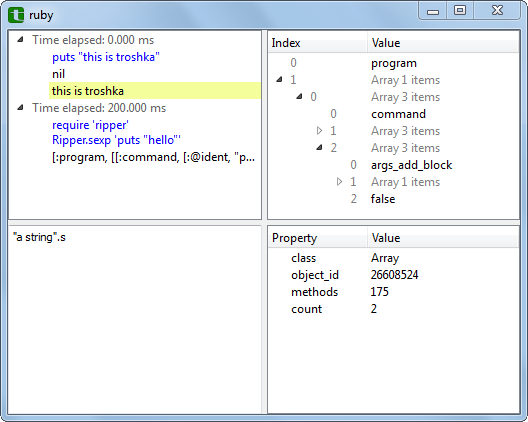 ruby
Time elapsed: 0.000 ms
puts "this is troshka"
nil
this is troshka
Time elapsed: 200.000 ms
require 'ripper'
Ripper.sexp 'puts "hello"'
[:program, [[:command, [:@ident, "p...
Index Value
0 program
1 Array 1 items
0 Array 3 items
0 command
1 Array 3 items
2 Array 3 items
0 args_add_block
1 Array 1 items
2 false
"a string".s
Property Value
class Array
object_id 26608524
methods 175
count 2